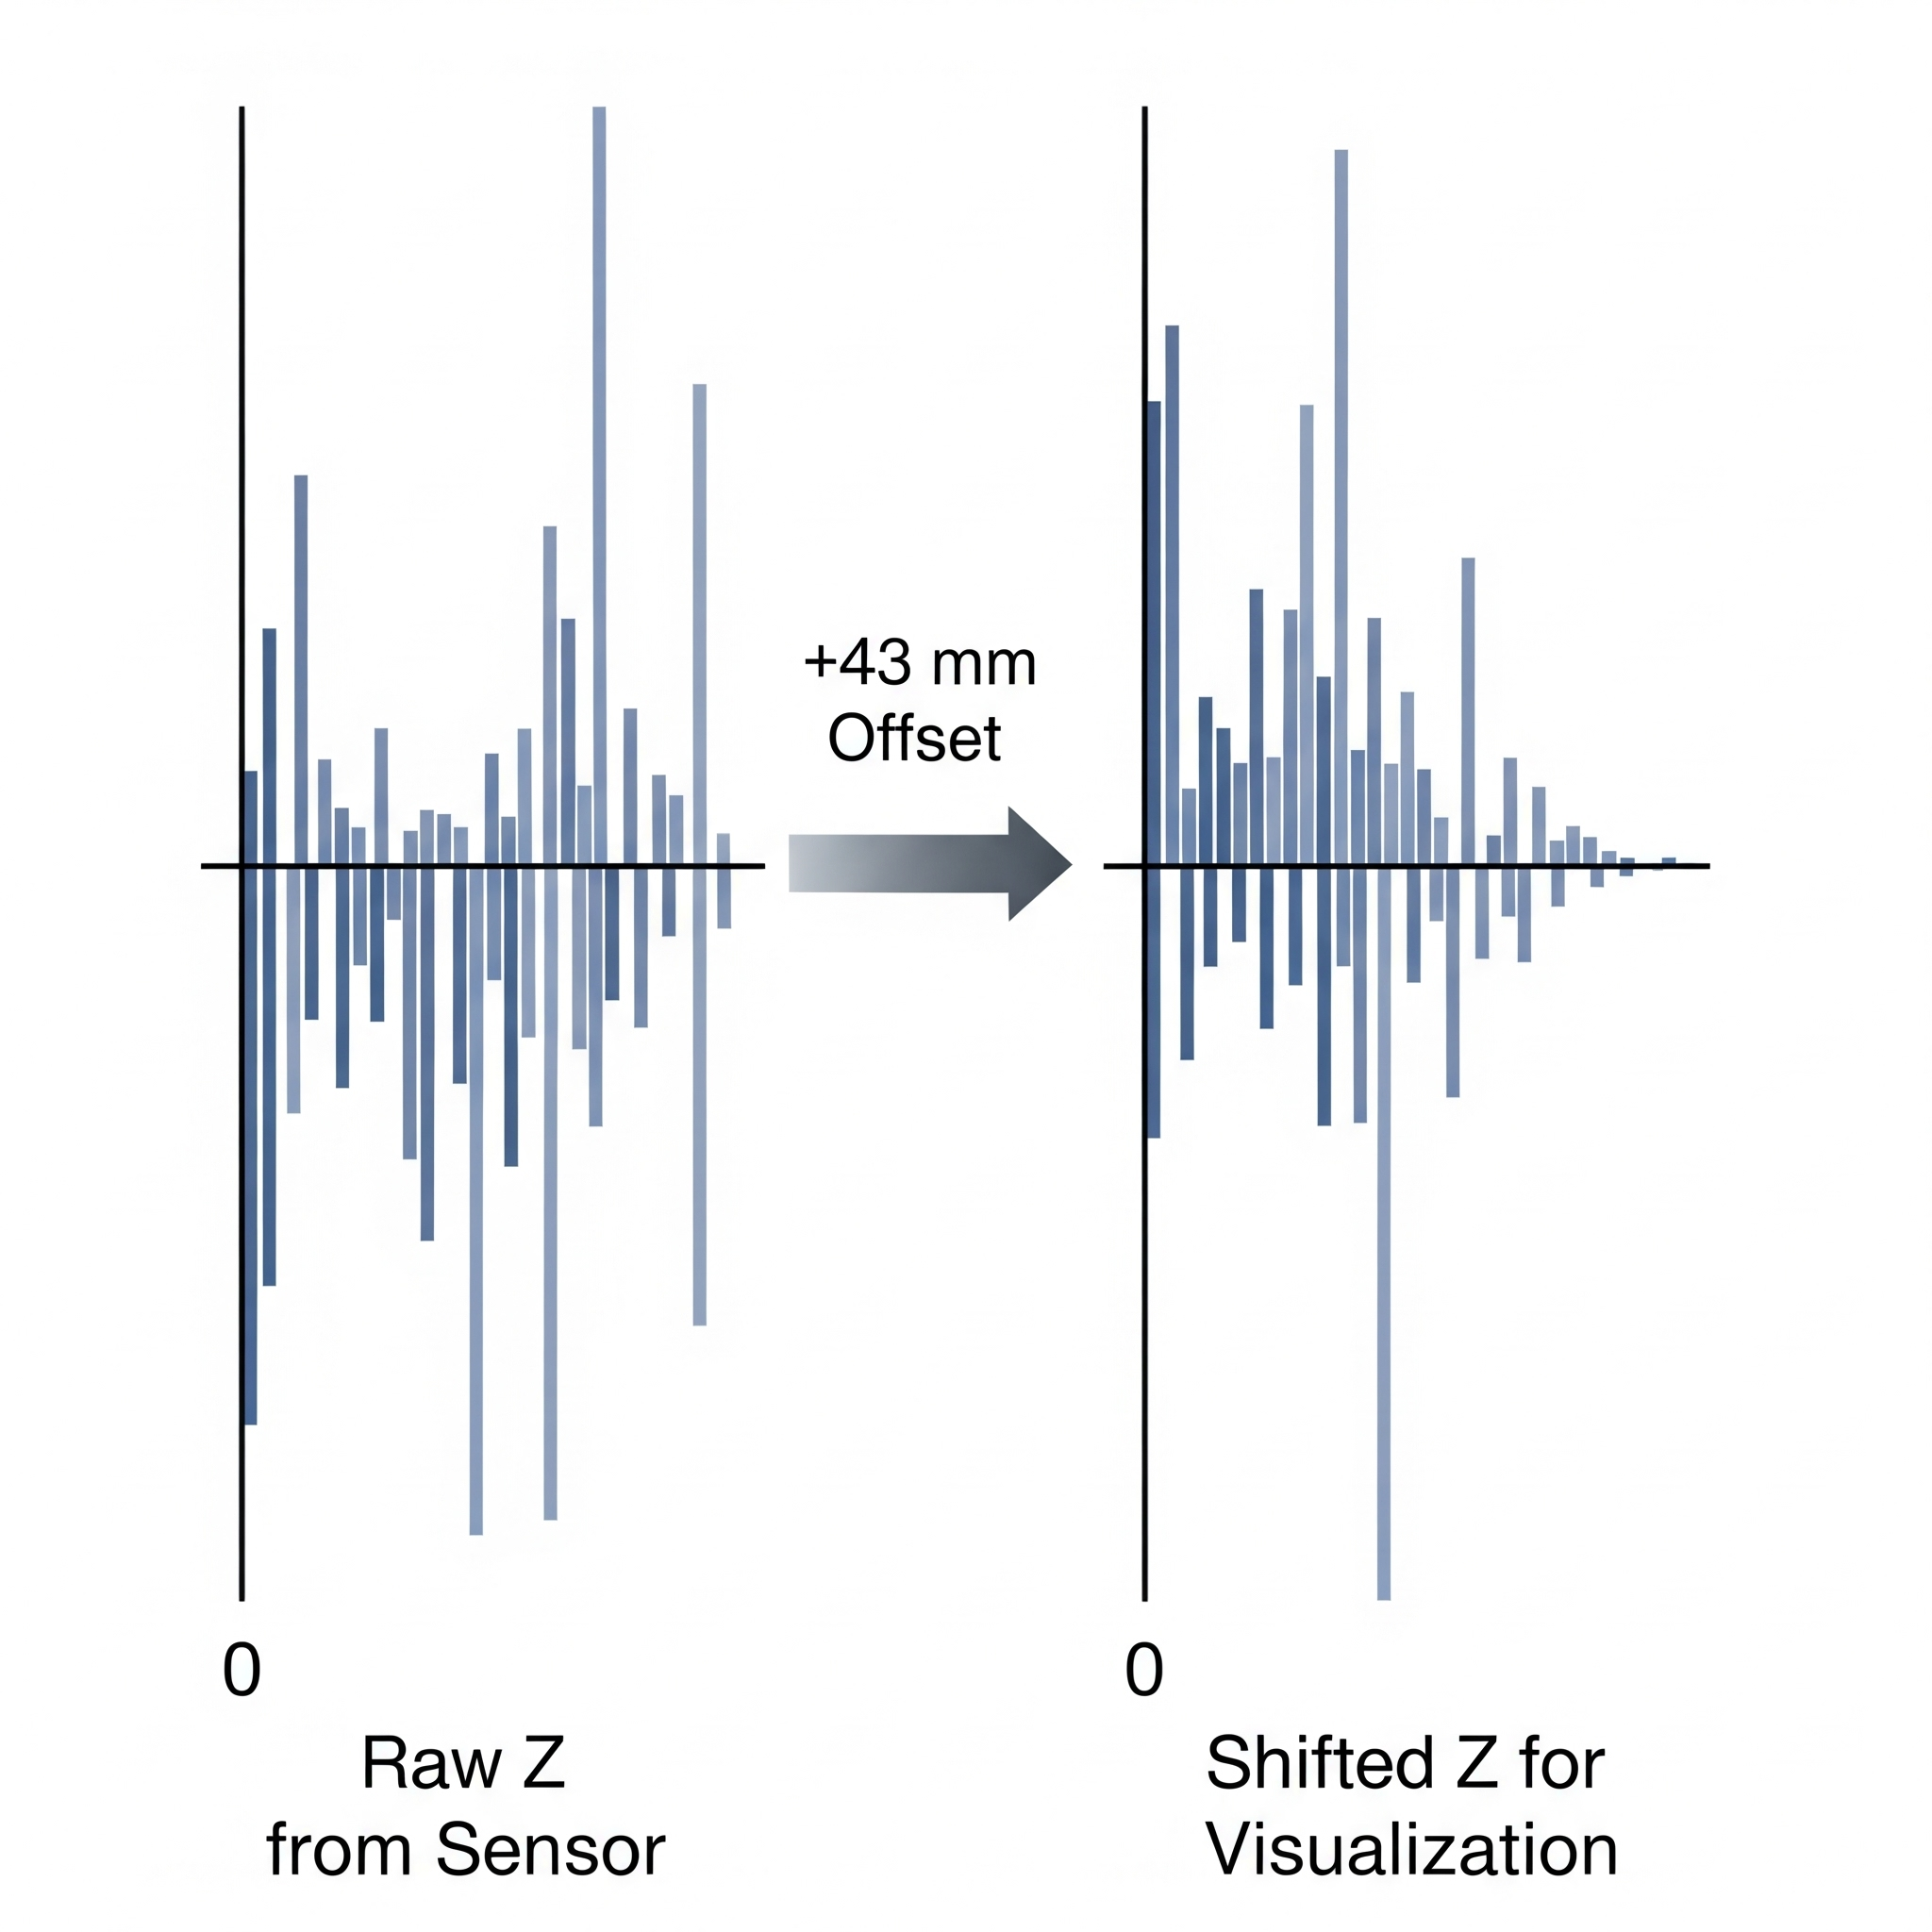 +43 mm
Offset
0
0
Raw Z
from Sensor
Shifted Z for
Visualization